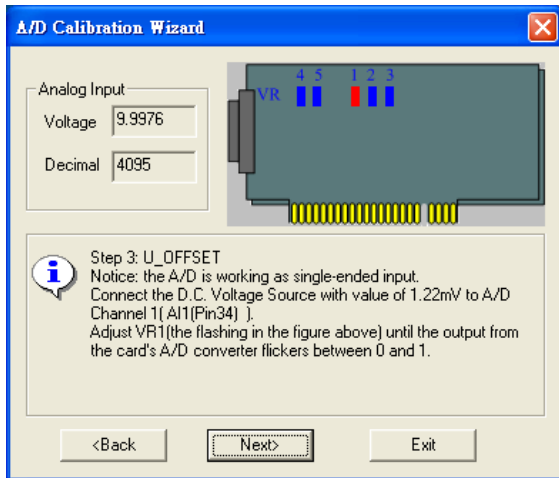 A/D Calibration Wizard
Analog Input
Voltage 9.9976
Decimal 4095
4 5 1 2 3
VR
Step 3: U_OFFSET
Notice: the A/D is working as single-ended input.
Connect the D.C. Voltage Source with value of 1.22mV to A/D
Channel 1( AI1(Pin34) ).
Adjust VR1(the flashing in the figure above) until the output from
the card's A/D converter flickers between 0 and 1.
<Back Next> Exit